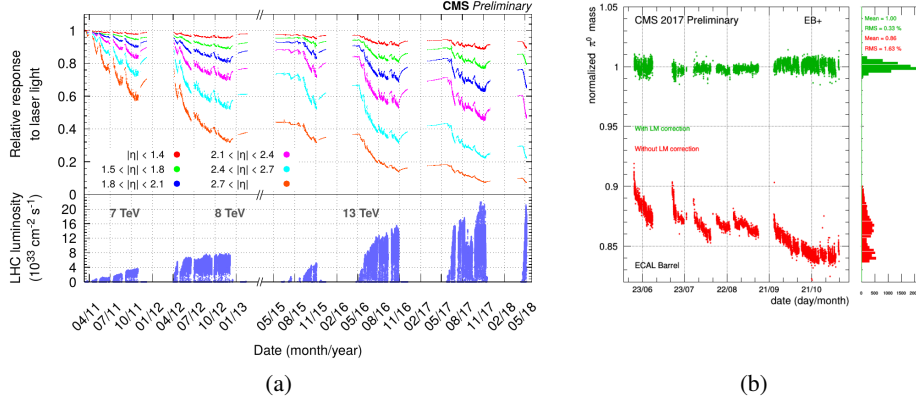 CMS Preliminary
Relative response
to laser light
1
0.8
0.6
0.4
0.2
0
|η| < 1.4
1.5 < |η| < 1.8
1.8 < |η| < 2.1
2.1 < |η| < 2.4
2.4 < |η| < 2.7
2.7 < |η|
LHC luminosity
(10³³ cm⁻² s⁻¹)
20
16
12
8
4
0
7 TeV
8 TeV
13 TeV
04/11
07/11
10/11
01/12
04/12
07/12
10/12
01/13
05/15
08/15
11/15
02/16
05/16
08/16
11/16
02/17
05/17
08/17
11/17
02/18
05/18
Date (month/year)
(a)
normalized π⁰ mass
CMS 2017 Preliminary
EB+
1.05
1
0.95
0.9
0.85
With LM correction
Without LM correction
ECAL Barrel
23/06
23/07
22/08
21/09
21/10
date (day/month)
Mean = 1.00
RMS = 0.33 %
Mean = 0.86
RMS = 1.63 %
0
500
1000
1500
(b)